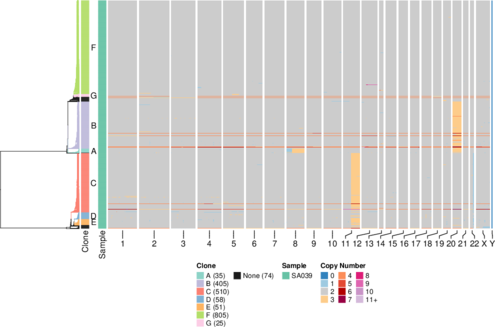 F
G
B
A
C
D
E
Clone
Sample
1 2 3 4 5 6 7 8 9 10 11 12 13 14 15 16 17 18 19 20 21 22 X Y
Clone Sample Copy Number
A (35) None (74) SA039 0 4 8
B (405) 1 5 9
C (510) 2 6 10
D (58) 3 7 11+
E (51)
F (805)
G (25)